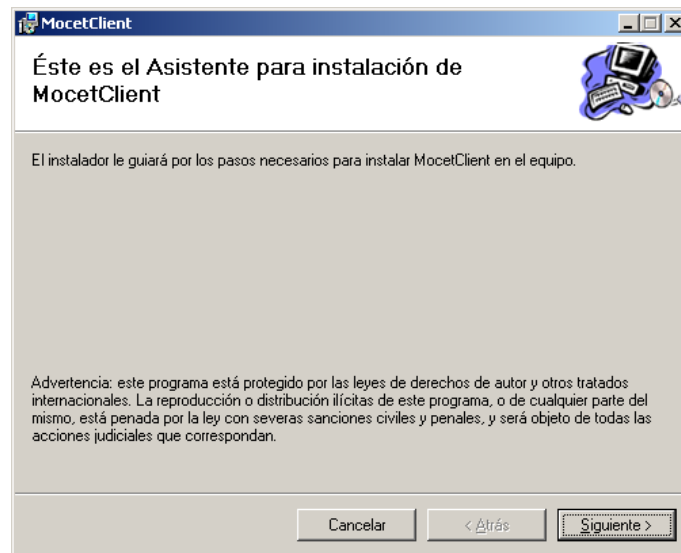 MocetClient
Éste es el Asistente para instalación de
MocetClient
El instalador le guiará por los pasos necesarios para instalar MocetClient en el equipo.
Advertencia: este programa está protegido por las leyes de derechos de autor y otros tratados
internacionales. La reproducción o distribución ilícitas de este programa, o de cualquier parte del
mismo, está penada por la ley con severas sanciones civiles y penales, y será objeto de todas las
acciones judiciales que correspondan.
Cancelar
< Atrás
Siguiente >